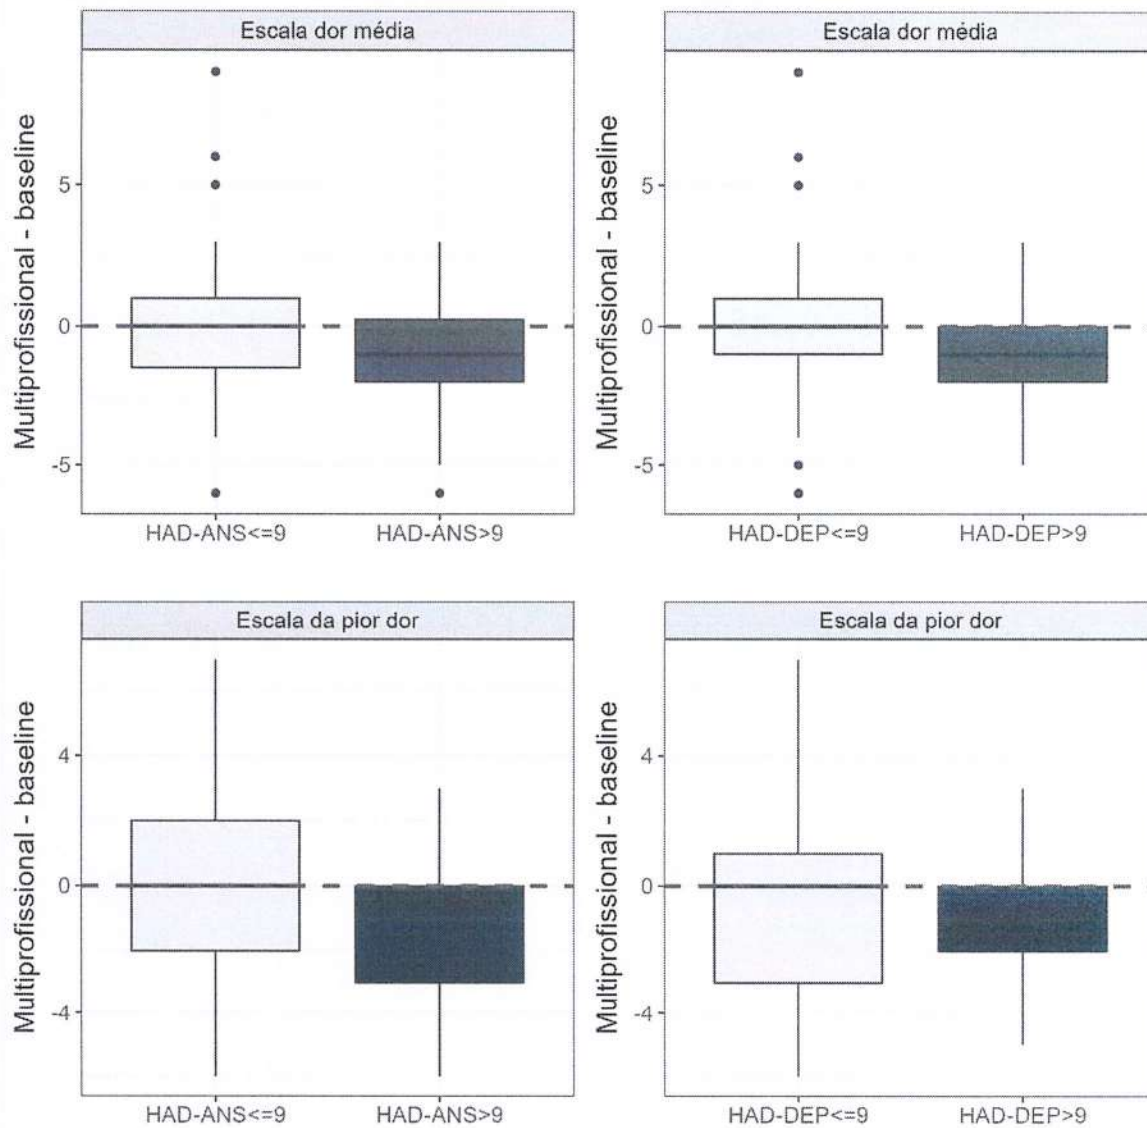 Escala dor média
Multiprofissional - baseline
5
0
-5
HAD-ANS<=9 HAD-ANS>9
Escala dor média
Multiprofissional - baseline
5
0
-5
HAD-DEP<=9 HAD-DEP>9
Escala da pior dor
Multiprofissional - baseline
4
0
-4
HAD-ANS<=9 HAD-ANS>9
Escala da pior dor
Multiprofissional - baseline
4
0
-4
HAD-DEP<=9 HAD-DEP>9